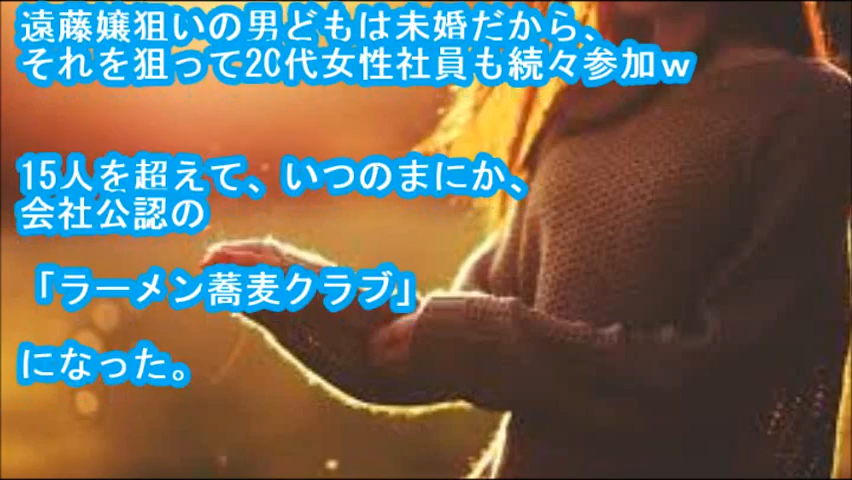 遠藤嬢狙いの男どもは未婚だから、
それを狙って20代女性社員も続々参加ｗ
15人を超えて、いつのまにか、
会社公認の
「ラーメン蕎麦クラブ」
になった。